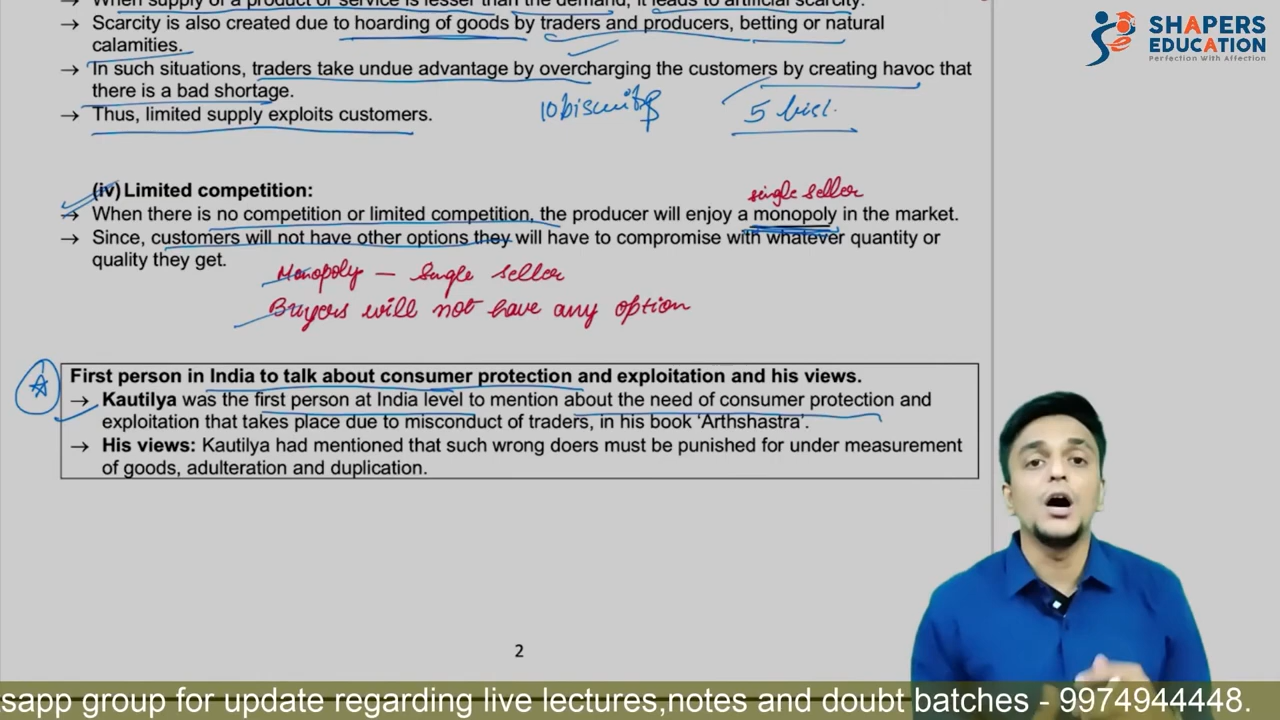 When supply of a product or service is lesser than the demand, it leads to artificial scarcity.
→ Scarcity is also created due to hoarding of goods by traders and producers, betting or natural
calamities.
→ In such situations, traders take undue advantage by overcharging the customers by creating havoc that
there is a bad shortage.
→ Thus, limited supply exploits customers.
10 biscuits
5 bisc.
(iv) Limited competition:
single seller
→ When there is no competition or limited competition, the producer will enjoy a monopoly in the market.
→ Since, customers will not have other options they will have to compromise with whatever quantity or
quality they get.
Monopoly — Single seller
Buyers will not have any option
First person in India to talk about consumer protection and exploitation and his views.
→ Kautilya was the first person at India level to mention about the need of consumer protection and
exploitation that takes place due to misconduct of traders, in his book ‘Arthshastra’.
→ His views: Kautilya had mentioned that such wrong doers must be punished for under measurement
of goods, adulteration and duplication.
2
SHAPERS
EDUCATION
Perfection With Affection
sapp group for update regarding live lectures,notes and doubt batches - 9974944448.